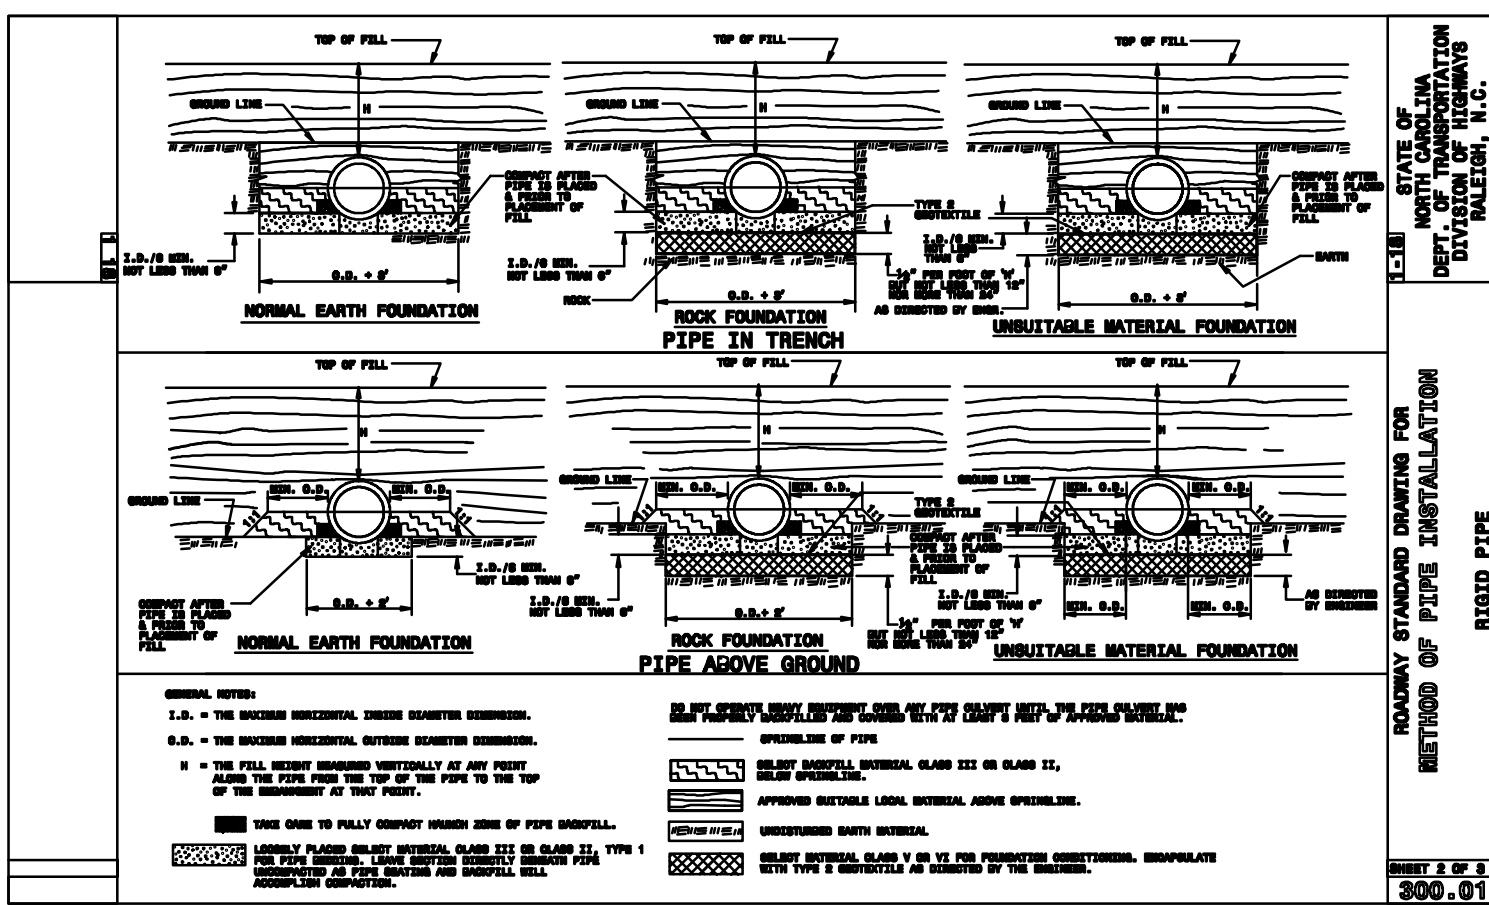 TOP OF FILL
GROUND LINE
H
COMPACT AFTER
PIPE IS PLACED
& PRIOR TO
PLACEMENT OF
FILL
I.D./8 MIN.
NOT LESS THAN 6"
O.D. + 3'
NORMAL EARTH FOUNDATION
TOP OF FILL
GROUND LINE
H
TYPE 2
GEOTEXTILE
I.D./8 MIN.
NOT LESS THAN 6"
ROCK
O.D. + 3'
1/2" PER FOOT OF 'H'
BUT NOT LESS THAN 12"
NOR MORE THAN 24"
ROCK FOUNDATION
PIPE IN TRENCH
TOP OF FILL
GROUND LINE
H
COMPACT AFTER
PIPE IS PLACED
& PRIOR TO
PLACEMENT OF
FILL
I.D./8 MIN.
NOT LESS
THAN 6"
EARTH
AS DIRECTED BY ENGR.
O.D. + 3'
UNSUITABLE MATERIAL FOUNDATION
TOP OF FILL
H
MIN. O.D.
MIN. O.D.
GROUND LINE
1:1
1:1
I.D./8 MIN.
NOT LESS THAN 6"
COMPACT AFTER
PIPE IS PLACED
& PRIOR TO
PLACEMENT OF
FILL
O.D. + 2'
NORMAL EARTH FOUNDATION
TOP OF FILL
H
GROUND LINE
MIN. O.D.
MIN. O.D.
1:1
1:1
TYPE 2
GEOTEXTILE
COMPACT AFTER
PIPE IS PLACED
& PRIOR TO
PLACEMENT OF
FILL
I.D./8 MIN.
NOT LESS THAN 6"
O.D.+ 2'
1/2" PER FOOT OF 'H'
BUT NOT LESS THAN 12"
NOR MORE THAN 24"
ROCK FOUNDATION
PIPE ABOVE GROUND
TOP OF FILL
H
GROUND LINE
MIN. O.D.
MIN. O.D.
1:1
1:1
I.D./8 MIN.
NOT LESS THAN 6"
MIN. O.D.
MIN. O.D.
AS DIRECTED
BY ENGINEER
UNSUITABLE MATERIAL FOUNDATION
GENERAL NOTES:
I.D. = THE MAXIMUM HORIZONTAL INSIDE DIAMETER DIMENSION.
O.D. = THE MAXIMUM HORIZONTAL OUTSIDE DIAMETER DIMENSION.
H = THE FILL HEIGHT MEASURED VERTICALLY AT ANY POINT
ALONG THE PIPE FROM THE TOP OF THE PIPE TO THE TOP
OF THE EMBANKMENT AT THAT POINT.
TAKE CARE TO FULLY COMPACT HAUNCH ZONE OF PIPE BACKFILL.
LOOSELY PLACED SELECT MATERIAL CLASS III OR CLASS II, TYPE 1
FOR PIPE BEDDING. LEAVE SECTION DIRECTLY BENEATH PIPE
UNCOMPACTED AS PIPE SEATING AND BACKFILL WILL
ACCOMPLISH COMPACTION.
DO NOT OPERATE HEAVY EQUIPMENT OVER ANY PIPE CULVERT UNTIL THE PIPE CULVERT HAS
BEEN PROPERLY BACKFILLED AND COVERED WITH AT LEAST 3 FEET OF APPROVED MATERIAL.
SPRINGLINE OF PIPE
SELECT BACKFILL MATERIAL CLASS III OR CLASS II,
BELOW SPRINGLINE.
APPROVED SUITABLE LOCAL MATERIAL ABOVE SPRINGLINE.
UNDISTURBED EARTH MATERIAL
SELECT MATERIAL CLASS V OR VI FOR FOUNDATION CONDITIONING. ENCAPSULATE
WITH TYPE 2 GEOTEXTILE AS DIRECTED BY THE ENGINEER.
STATE OF
NORTH CAROLINA
DEPT. OF TRANSPORTATION
DIVISION OF HIGHWAYS
RALEIGH, N.C.
ROADWAY STANDARD DRAWING FOR
METHOD OF PIPE INSTALLATION
RIGID PIPE
SHEET 2 OF 3
300.01